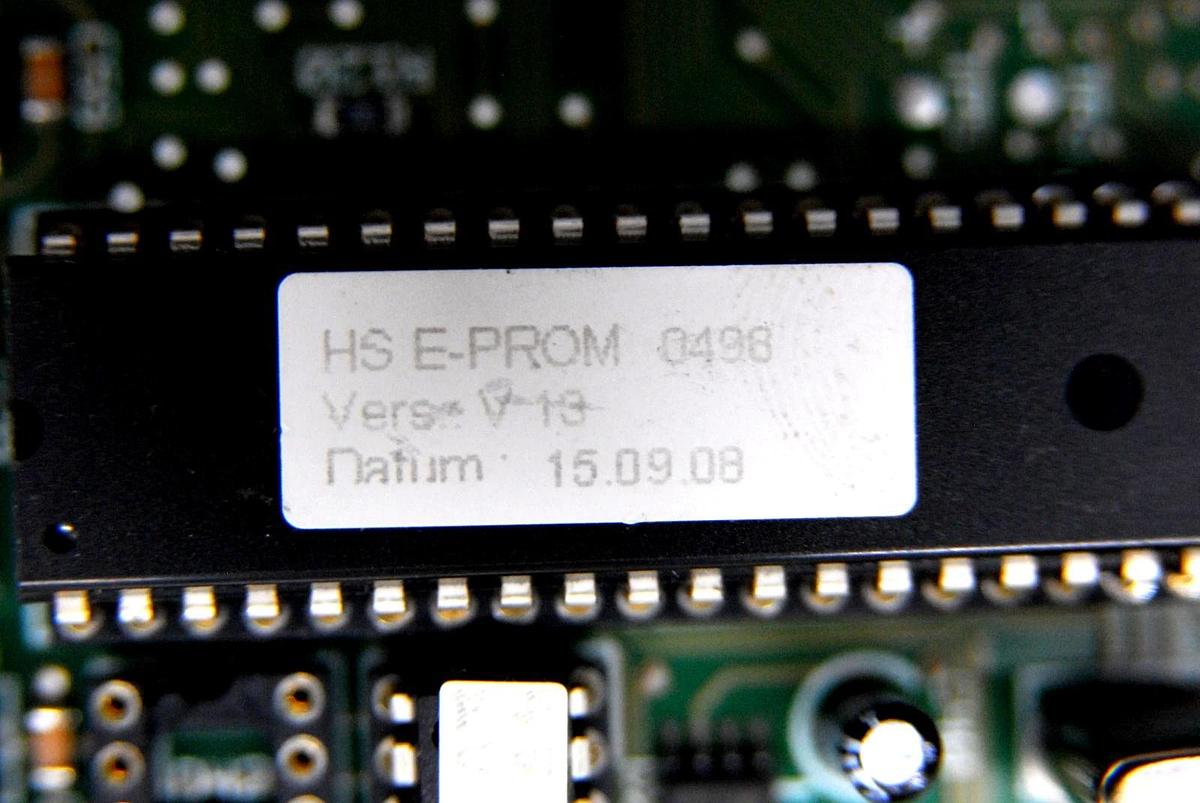 HS E-PROM 0498
Vers. V 13
Datum 15.09.08